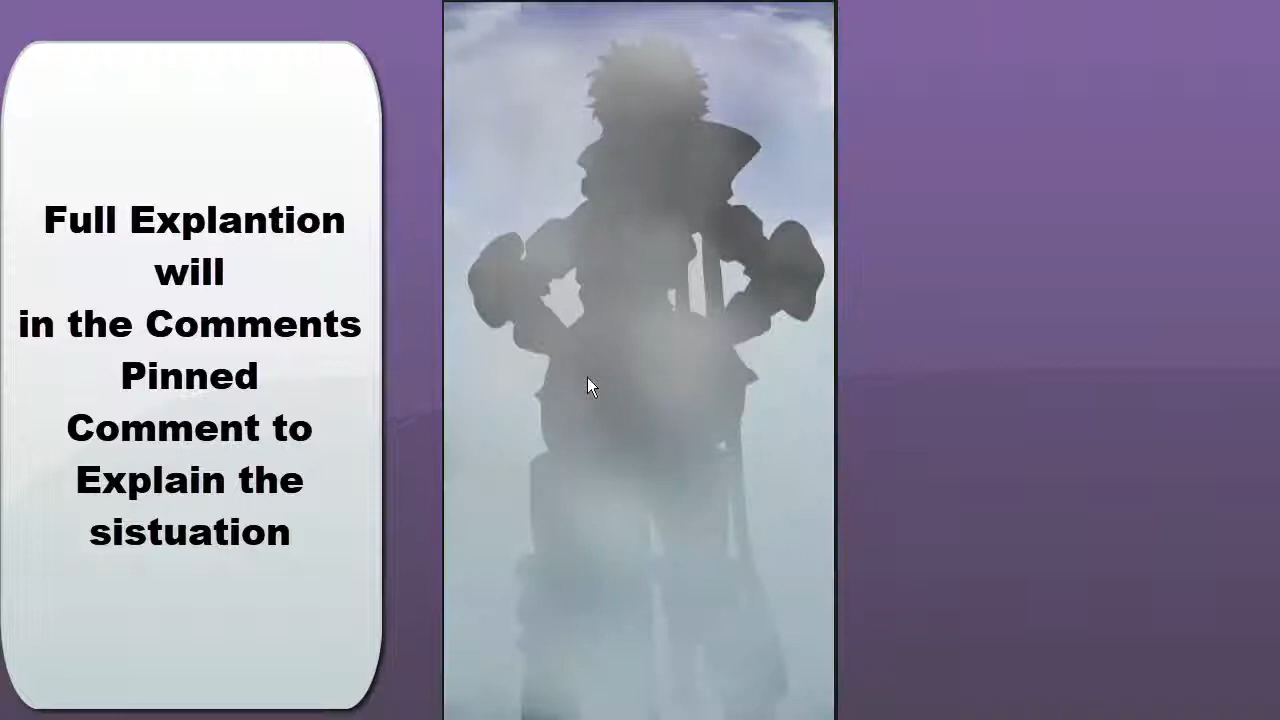 Full Explantion
will
in the Comments
Pinned
Comment to
Explain the
sistuation